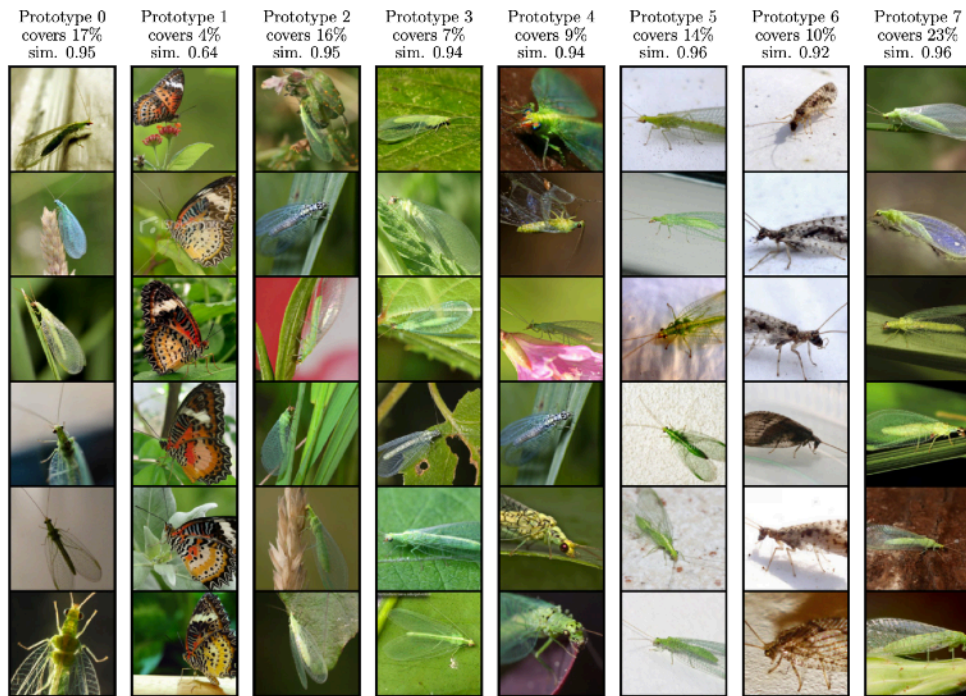 Prototype 0
covers 17%
sim. 0.95
Prototype 1
covers 4%
sim. 0.64
Prototype 2
covers 16%
sim. 0.95
Prototype 3
covers 7%
sim. 0.94
Prototype 4
covers 9%
sim. 0.94
Prototype 5
covers 14%
sim. 0.96
Prototype 6
covers 10%
sim. 0.92
Prototype 7
covers 23%
sim. 0.96